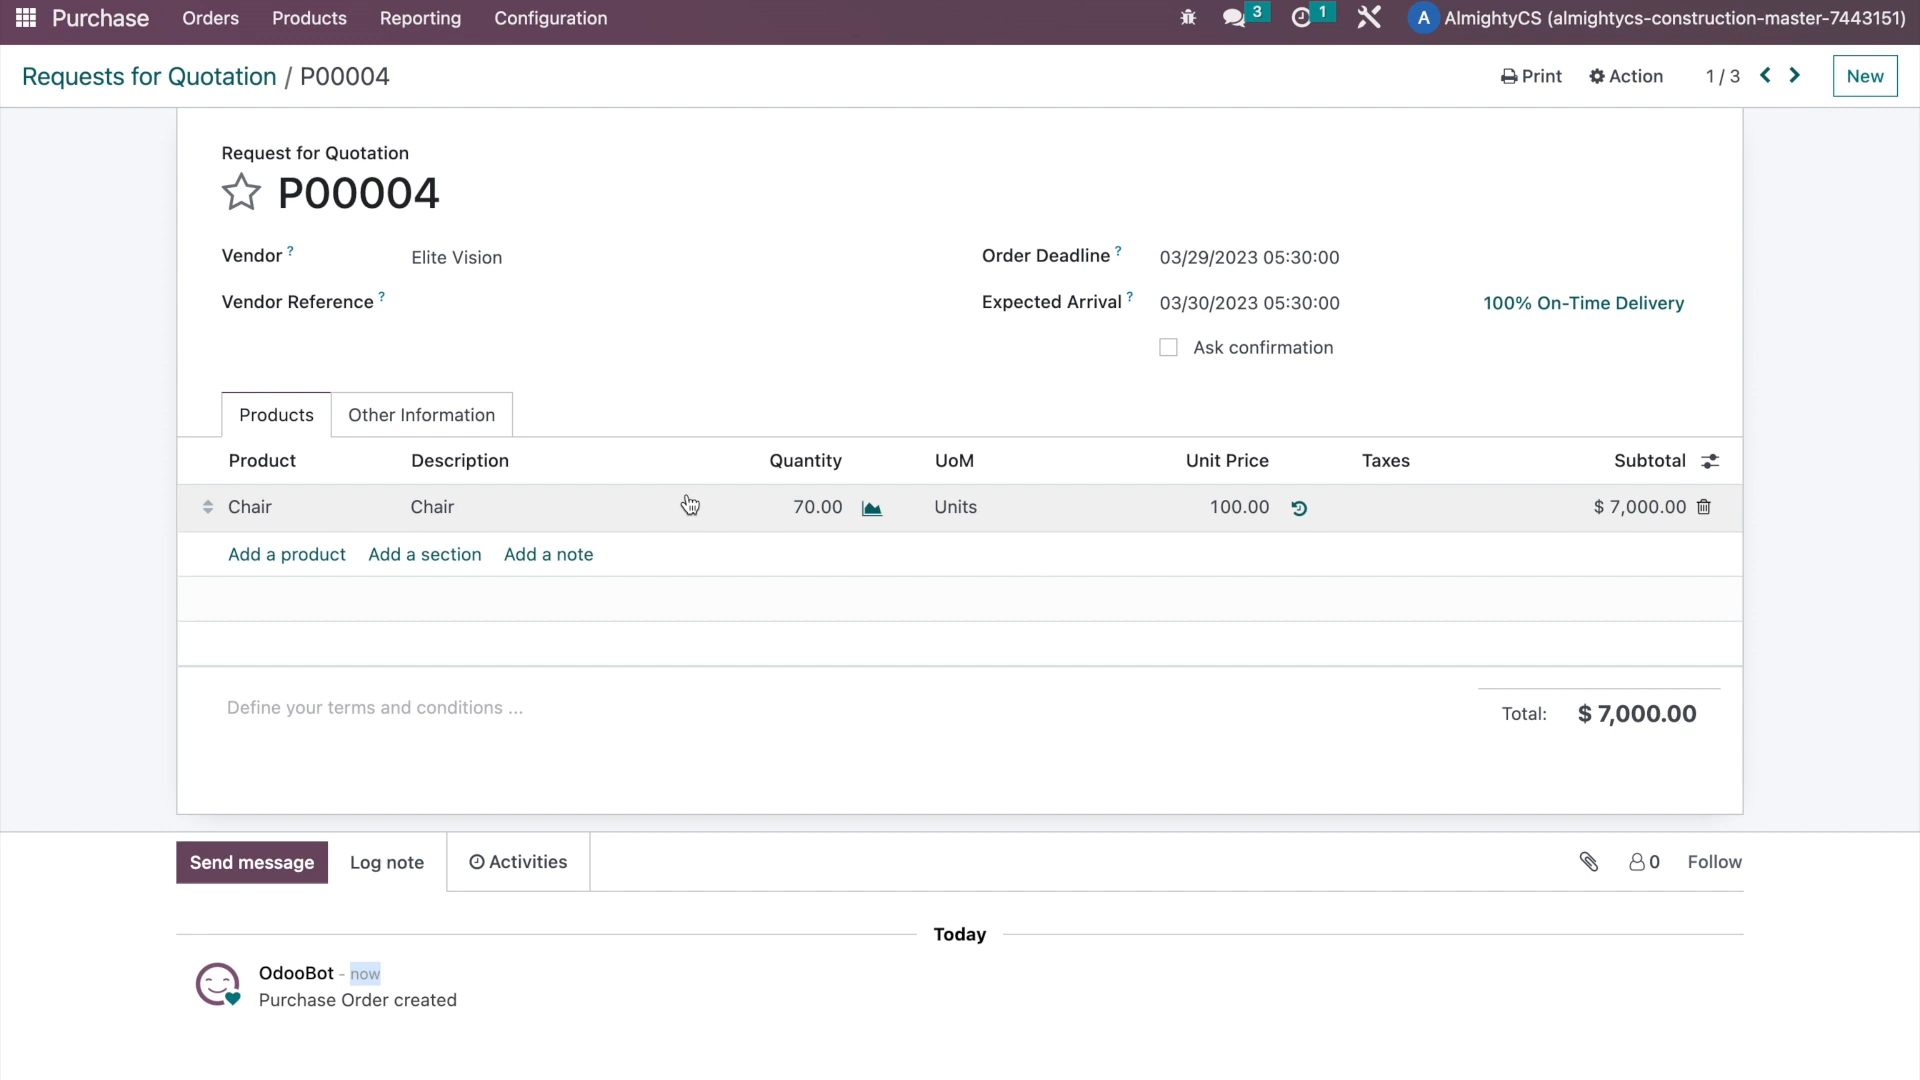 Purchase Orders Products Reporting Configuration 3 1 A AlmightyCS (almightycs-construction-master-7443151)
Requests for Quotation / P00004 Print Action 1 / 3 New
Request for Quotation
P00004
Vendor ? Elite Vision Order Deadline ? 03/29/2023 05:30:00
Vendor Reference ? Expected Arrival ? 03/30/2023 05:30:00 100% On-Time Delivery
Ask confirmation
Products Other Information
Product Description Quantity UoM Unit Price Taxes Subtotal
Chair Chair 70.00 Units 100.00 $ 7,000.00
Add a product Add a section Add a note
Define your terms and conditions ... Total: $ 7,000.00
Send message Log note Activities 0 Follow
Today
OdooBot - now
Purchase Order created